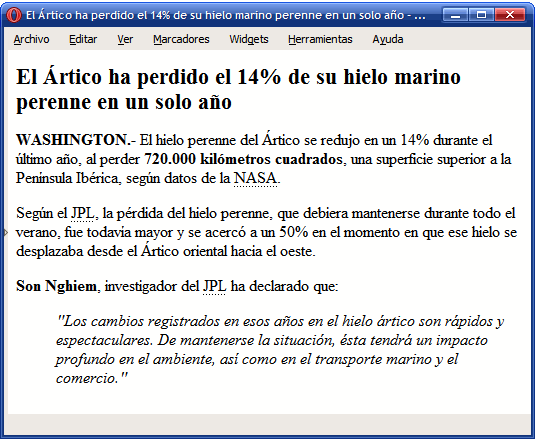 El Ártico ha perdido el 14% de su hielo marino perenne en un solo año - ...
Archivo Editar Ver Marcadores Widgets Herramientas Ayuda
El Ártico ha perdido el 14% de su hielo marino
perenne en un solo año
WASHINGTON.- El hielo perenne del Ártico se redujo en un 14% durante el
último año, al perder 720.000 kilómetros cuadrados, una superficie superior a la
Península Ibérica, según datos de la NASA.
Según el JPL, la pérdida del hielo perenne, que debiera mantenerse durante todo el
verano, fue todavía mayor y se acercó a un 50% en el momento en que ese hielo se
desplazaba desde el Ártico oriental hacia el oeste.
Son Nghiem, investigador del JPL ha declarado que:
"Los cambios registrados en esos años en el hielo ártico son rápidos y
espectaculares. De mantenerse la situación, ésta tendrá un impacto
profundo en el ambiente, así como en el transporte marino y el
comercio."